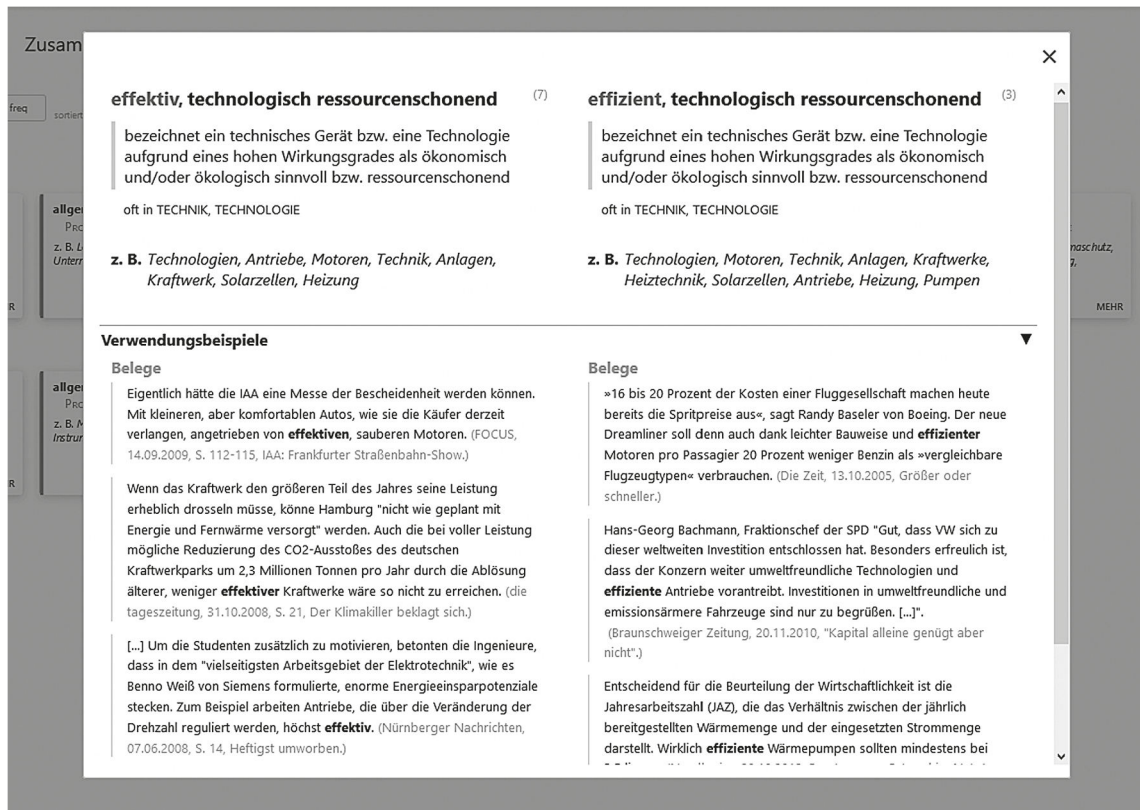 Zusam
freq
sortiert
allge
PRO
z. B.
Untern
R
allge
PRO
z. B. M
Instrum
R
effektiv, technologisch ressourcenschonend (7)
bezeichnet ein technisches Gerät bzw. eine Technologie
aufgrund eines hohen Wirkungsgrades als ökonomisch
und/oder ökologisch sinnvoll bzw. ressourcenschonend
oft in TECHNIK, TECHNOLOGIE
z. B. Technologien, Antriebe, Motoren, Technik, Anlagen,
Kraftwerk, Solarzellen, Heizung
effizient, technologisch ressourcenschonend (3)
bezeichnet ein technisches Gerät bzw. eine Technologie
aufgrund eines hohen Wirkungsgrades als ökonomisch
und/oder ökologisch sinnvoll bzw. ressourcenschonend
oft in TECHNIK, TECHNOLOGIE
z. B. Technologien, Motoren, Technik, Anlagen, Kraftwerke,
Heiztechnik, Solarzellen, Antriebe, Heizung, Pumpen
Verwendungsbeispiele
Belege
Eigentlich hätte die IAA eine Messe der Bescheidenheit werden können.
Mit kleineren, aber komfortablen Autos, wie sie die Käufer derzeit
verlangen, angetrieben von effektiven, sauberen Motoren. (FOCUS,
14.09.2009, S. 112-115, IAA: Frankfurter Straßenbahn-Show.)
Wenn das Kraftwerk den größeren Teil des Jahres seine Leistung
erheblich drosseln müsse, könne Hamburg "nicht wie geplant mit
Energie und Fernwärme versorgt" werden. Auch die bei voller Leistung
mögliche Reduzierung des CO2-Ausstoßes des deutschen
Kraftwerkparks um 2,3 Millionen Tonnen pro Jahr durch die Ablösung
älterer, weniger effektiver Kraftwerke wäre so nicht zu erreichen. (die
tageszeitung, 31.10.2008, S. 21, Der Klimakiller beklagt sich.)
[...] Um die Studenten zusätzlich zu motivieren, betonten die Ingenieure,
dass in dem "vielseitigsten Arbeitsgebiet der Elektrotechnik", wie es
Benno Weiß von Siemens formulierte, enorme Energieeinsparpotenziale
stecken. Zum Beispiel arbeiten Antriebe, die über die Veränderung der
Drehzahl reguliert werden, höchst effektiv. (Nürnberger Nachrichten,
07.06.2008, S. 14, Heftigst umworben.)
Belege
»16 bis 20 Prozent der Kosten einer Fluggesellschaft machen heute
bereits die Spritpreise aus«, sagt Randy Baseler von Boeing. Der neue
Dreamliner soll denn auch dank leichter Bauweise und effizienter
Motoren pro Passagier 20 Prozent weniger Benzin als »vergleichbare
Flugzeugtypen« verbrauchen. (Die Zeit, 13.10.2005, Größer oder
schneller.)
Hans-Georg Bachmann, Fraktionschef der SPD "Gut, dass VW sich zu
dieser weltweiten Investition entschlossen hat. Besonders erfreulich ist,
dass der Konzern weiter umweltfreundliche Technologien und
effiziente Antriebe vorantreibt. Investitionen in umweltfreundliche und
emissionsärmere Fahrzeuge sind nur zu begrüßen. [...]".
(Braunschweiger Zeitung, 20.11.2010, "Kapital alleine genügt aber
nicht".)
Entscheidend für die Beurteilung der Wirtschaftlichkeit ist die
Jahresarbeitszahl (JAZ), die das Verhältnis zwischen der jährlich
bereitgestellten Wärmemenge und der eingesetzten Strommenge
darstellt. Wirklich effiziente Wärmepumpen sollten mindestens bei
maschutz,
MEHR